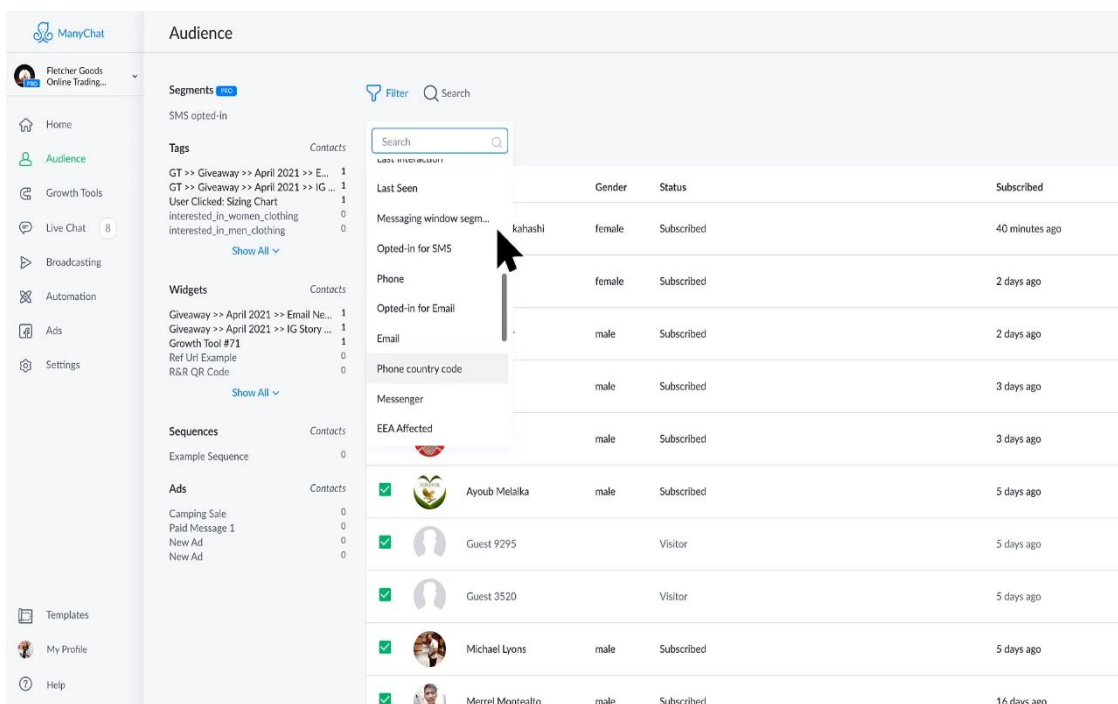 ManyChat
Audience
Fletcher Goods
Online Trading...
PRO
Home
Audience
Growth Tools
Live Chat 8
Broadcasting
Automation
Ads
Settings
Templates
My Profile
Help
Segments PRO
SMS opted-in
Tags Contacts
GT >> Giveaway >> April 2021 >> E... 1
GT >> Giveaway >> April 2021 >> IG ... 1
User Clicked: Sizing Chart 1
interested_in_women_clothing 0
interested_in_men_clothing 0
Show All
Widgets Contacts
Giveaway >> April 2021 >> Email Ne... 1
Giveaway >> April 2021 >> IG Story ... 1
Growth Tool #71 1
Ref Url Example 0
R&R QR Code 0
Show All
Sequences Contacts
Example Sequence 0
Ads Contacts
Camping Sale 0
Paid Message 1 0
New Ad 0
New Ad 0
Filter Search
Search
Last Interaction
Last Seen
Messaging window segm...
Opted-in for SMS
Phone
Opted-in for Email
Email
Phone country code
Messenger
EEA Affected
Gender Status Subscribed
kahashi female Subscribed 40 minutes ago
female Subscribed 2 days ago
male Subscribed 2 days ago
male Subscribed 3 days ago
male Subscribed 3 days ago
Ayoub Melalka male Subscribed 5 days ago
Guest 9295 Visitor 5 days ago
Guest 3520 Visitor 5 days ago
Michael Lyons male Subscribed 5 days ago
Merrel Montealto male Subscribed 16 days ago